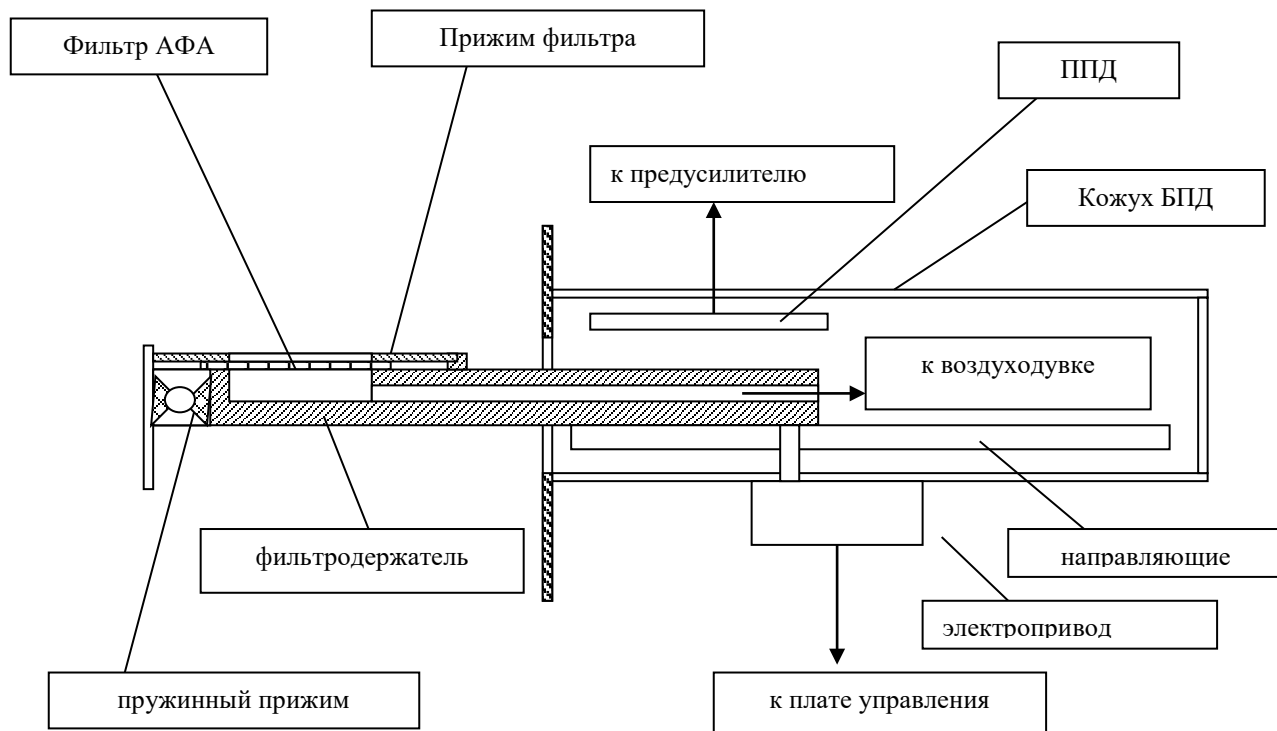 Фильтр АФА
Прижим фильтра
ППД
к предусилителю
Кожух БПД
к воздуходувке
фильтродержатель
направляющие
электропривод
пружинный прижим
к плате управления